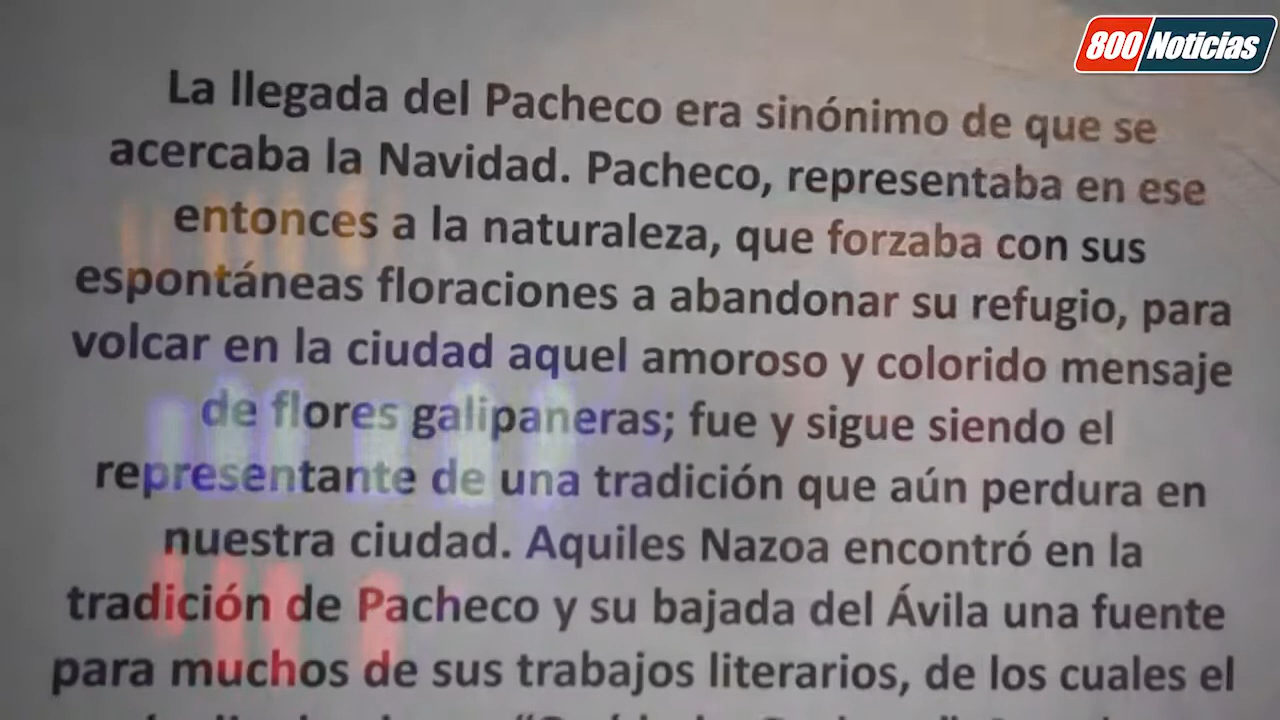 800 Noticias
La llegada del Pacheco era sinónimo de que se
acercaba la Navidad. Pacheco, representaba en ese
entonces a la naturaleza, que forzaba con sus
espontáneas floraciones a abandonar su refugio, para
volcar en la ciudad aquel amoroso y colorido mensaje
de flores galipaneras; fue y sigue siendo el
representante de una tradición que aún perdura en
nuestra ciudad. Aquiles Nazoa encontró en la
tradición de Pacheco y su bajada del Ávila una fuente
para muchos de sus trabajos literarios, de los cuales el